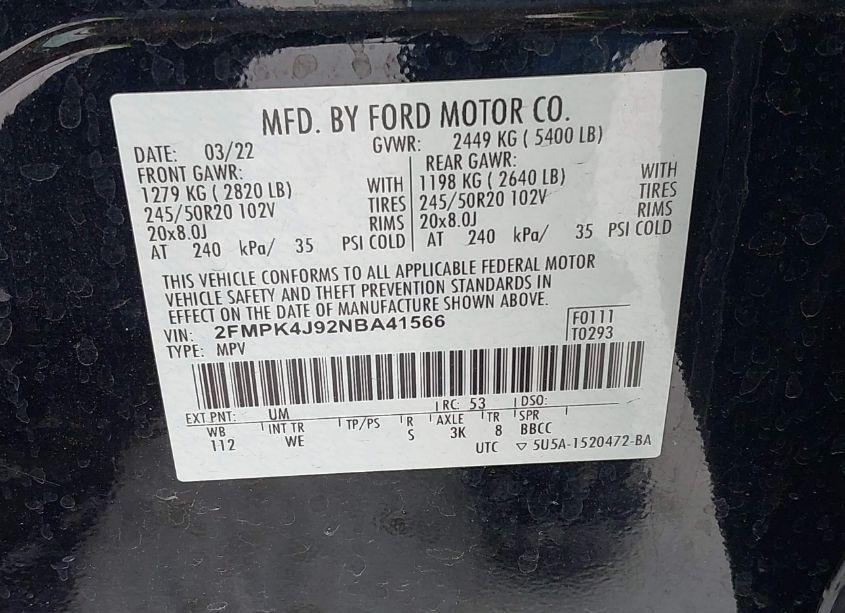 MFD. BY FORD MOTOR CO.
DATE: 03/22 GVWR: 2449 KG ( 5400 LB)
FRONT GAWR: REAR GAWR:
1279 KG ( 2820 LB) WITH 1198 KG ( 2640 LB) WITH
245/50R20 102V TIRES 245/50R20 102V TIRES
20x8.0J RIMS 20x8.0J RIMS
AT 240 kPa/ 35 PSI COLD AT 240 kPa/ 35 PSI COLD
THIS VEHICLE CONFORMS TO ALL APPLICABLE FEDERAL MOTOR
VEHICLE SAFETY AND THEFT PREVENTION STANDARDS IN
EFFECT ON THE DATE OF MANUFACTURE SHOWN ABOVE.
VIN: 2FMPK4J92NBA41566 F0111
TYPE: MPV T0293
EXT PNT: UM RC: 53 DSO:
WB INT TR TP/PS R AXLE TR SPR
112 WE S 3K 8 BBCC
UTC ▽ 5U5A-1520472-BA